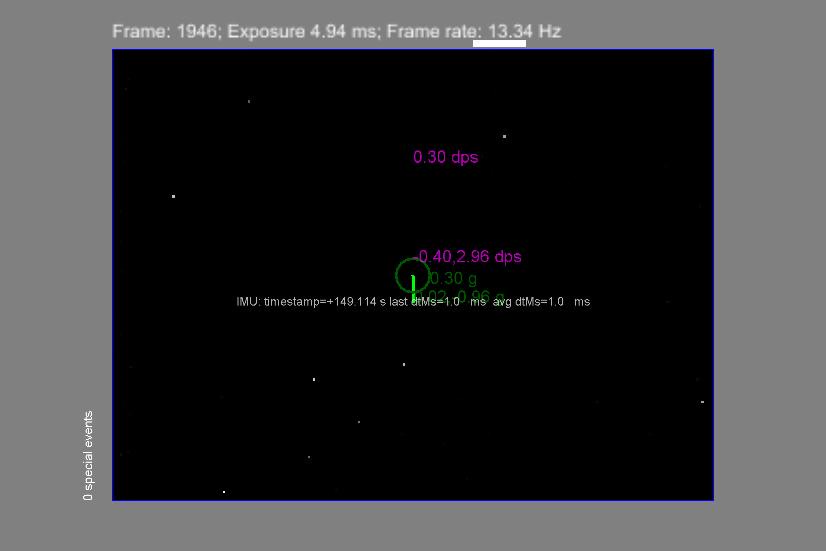 Frame: 1946; Exposure 4.94 ms; Frame rate: 13.34 Hz
0.30 dps
-0.40,2.96 dps
0.30 g
0.96 g
IMU: timestamp=+149.114 s last dtMs=1.0 ms avg dtMs=1.0 ms
0 special events